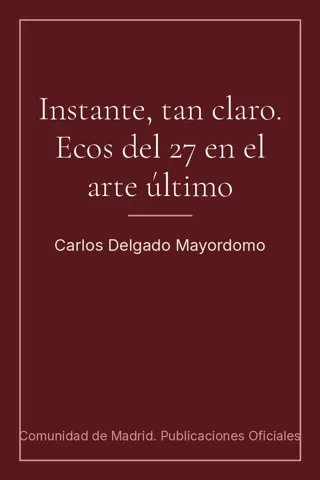 Instante, tan claro.
Ecos del 27 en el
arte último
Carlos Delgado Mayordomo
Comunidad de Madrid. Publicaciones Oficiales